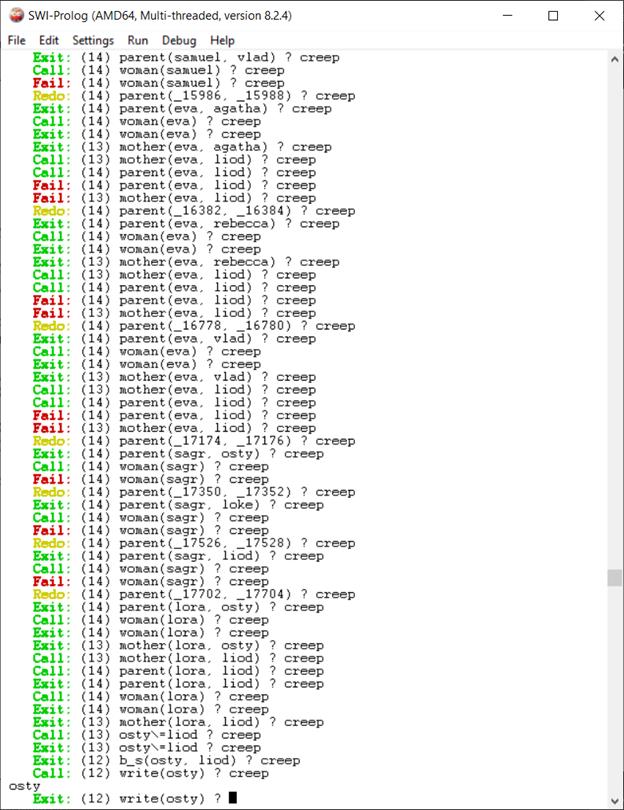 SWI-Prolog (AMD64, Multi-threaded, version 8.2.4)
File Edit Settings Run Debug Help
Exit: (14) parent(samuel, vlad) ? creep
Call: (14) woman(samuel) ? creep
Fail: (14) woman(samuel) ? creep
Redo: (14) parent(_15986, _15988) ? creep
Exit: (14) parent(eva, agatha) ? creep
Call: (14) woman(eva) ? creep
Exit: (14) woman(eva) ? creep
Exit: (13) mother(eva, agatha) ? creep
Call: (13) mother(eva, liod) ? creep
Call: (14) parent(eva, liod) ? creep
Fail: (14) parent(eva, liod) ? creep
Fail: (13) mother(eva, liod) ? creep
Redo: (14) parent(_16382, _16384) ? creep
Exit: (14) parent(eva, rebecca) ? creep
Call: (14) woman(eva) ? creep
Exit: (14) woman(eva) ? creep
Exit: (13) mother(eva, rebecca) ? creep
Call: (13) mother(eva, liod) ? creep
Call: (14) parent(eva, liod) ? creep
Fail: (14) parent(eva, liod) ? creep
Fail: (13) mother(eva, liod) ? creep
Redo: (14) parent(_16778, _16780) ? creep
Exit: (14) parent(eva, vlad) ? creep
Call: (14) woman(eva) ? creep
Exit: (14) woman(eva) ? creep
Exit: (13) mother(eva, vlad) ? creep
Call: (13) mother(eva, liod) ? creep
Call: (14) parent(eva, liod) ? creep
Fail: (14) parent(eva, liod) ? creep
Fail: (13) mother(eva, liod) ? creep
Redo: (14) parent(_17174, _17176) ? creep
Exit: (14) parent(sagr, osty) ? creep
Call: (14) woman(sagr) ? creep
Fail: (14) woman(sagr) ? creep
Redo: (14) parent(_17350, _17352) ? creep
Exit: (14) parent(sagr, loke) ? creep
Call: (14) woman(sagr) ? creep
Fail: (14) woman(sagr) ? creep
Redo: (14) parent(_17526, _17528) ? creep
Exit: (14) parent(sagr, liod) ? creep
Call: (14) woman(sagr) ? creep
Fail: (14) woman(sagr) ? creep
Redo: (14) parent(_17702, _17704) ? creep
Exit: (14) parent(lora, osty) ? creep
Call: (14) woman(lora) ? creep
Exit: (14) woman(lora) ? creep
Exit: (13) mother(lora, osty) ? creep
Call: (13) mother(lora, liod) ? creep
Call: (14) parent(lora, liod) ? creep
Exit: (14) parent(lora, liod) ? creep
Call: (14) woman(lora) ? creep
Exit: (14) woman(lora) ? creep
Exit: (13) mother(lora, liod) ? creep
Call: (13) osty\=liod ? creep
Exit: (13) osty\=liod ? creep
Exit: (12) b_s(osty, liod) ? creep
Call: (12) write(osty) ? creep
osty
Exit: (12) write(osty) ?